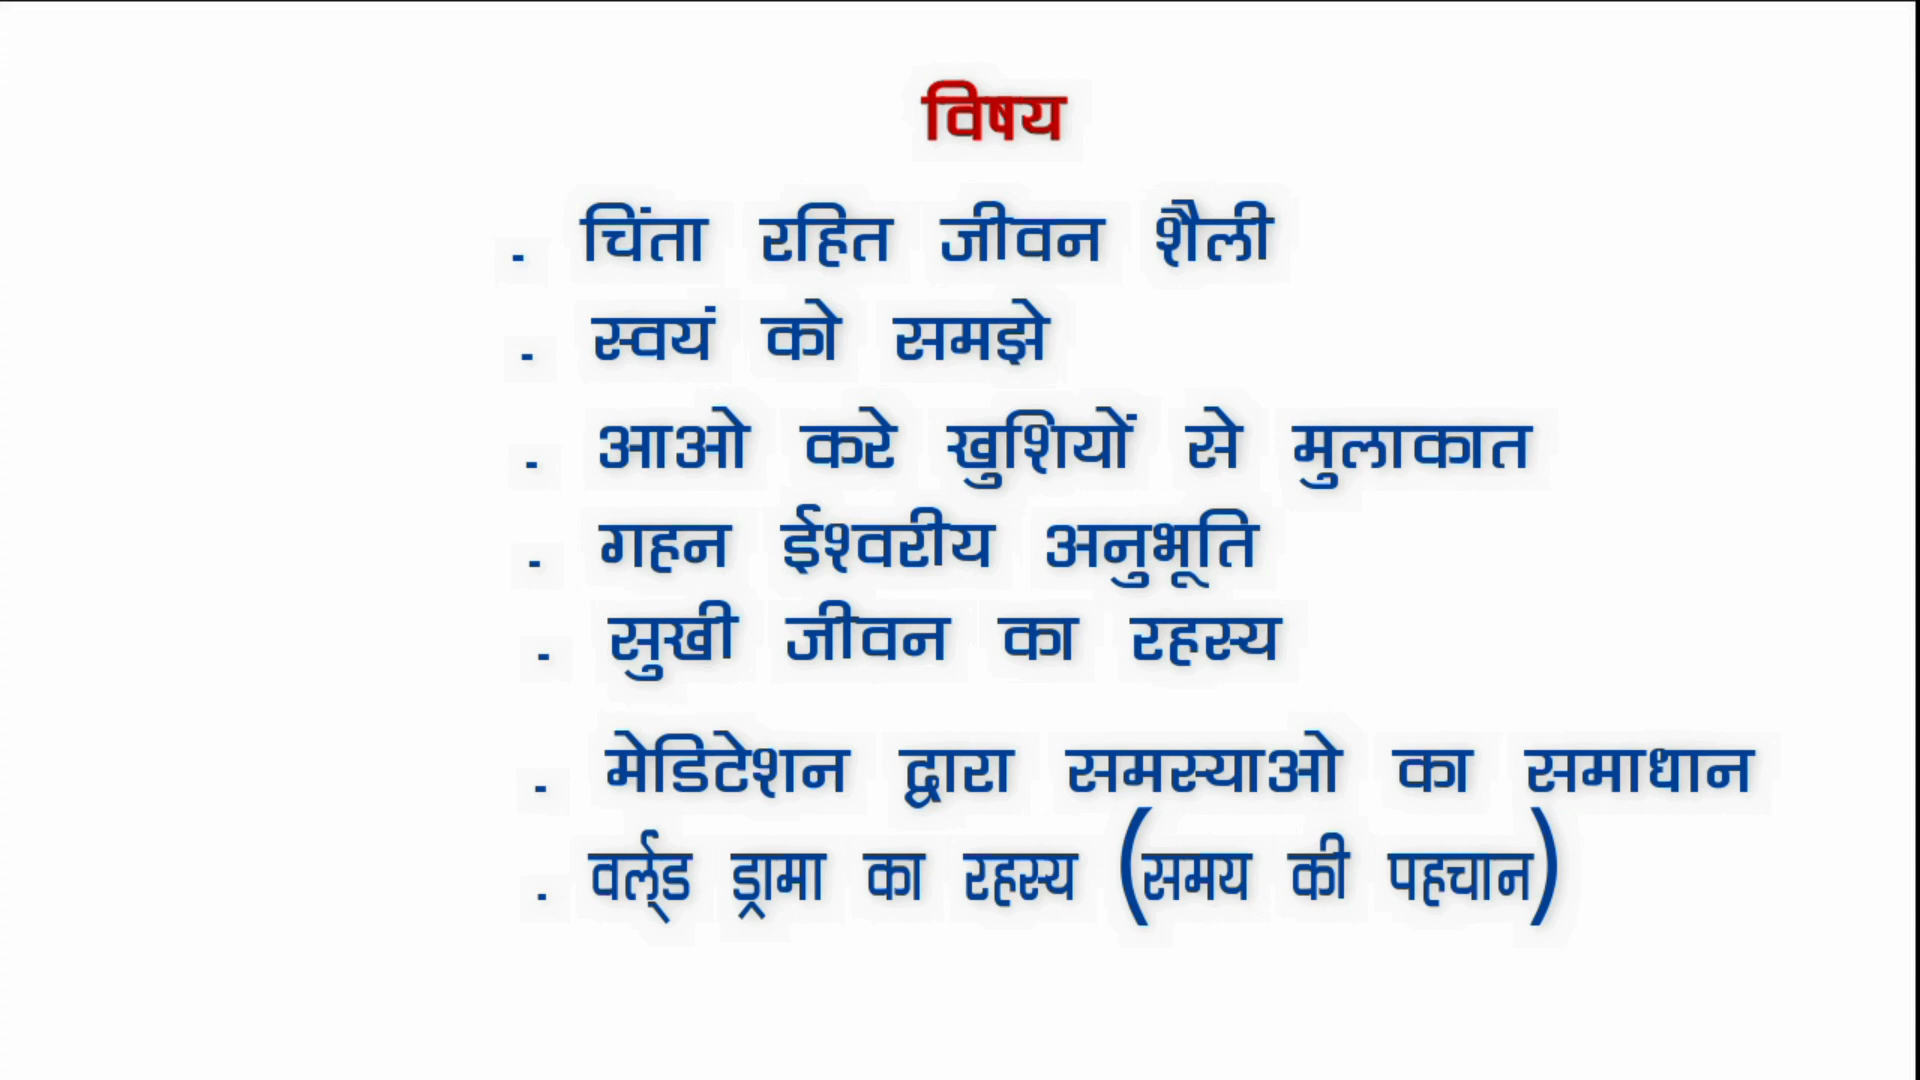 विषय
. चिंता रहित जीवन शैली
. स्वयं को समझे
. आओ करे खुशियों से मुलाकात
. गहन ईश्वरीय अनुभूति
. सुखी जीवन का रहस्य
. मेडिटेशन द्वारा समस्याओ का समाधान
. वर्ल्ड ड्रामा का रहस्य (समय की पहचान)